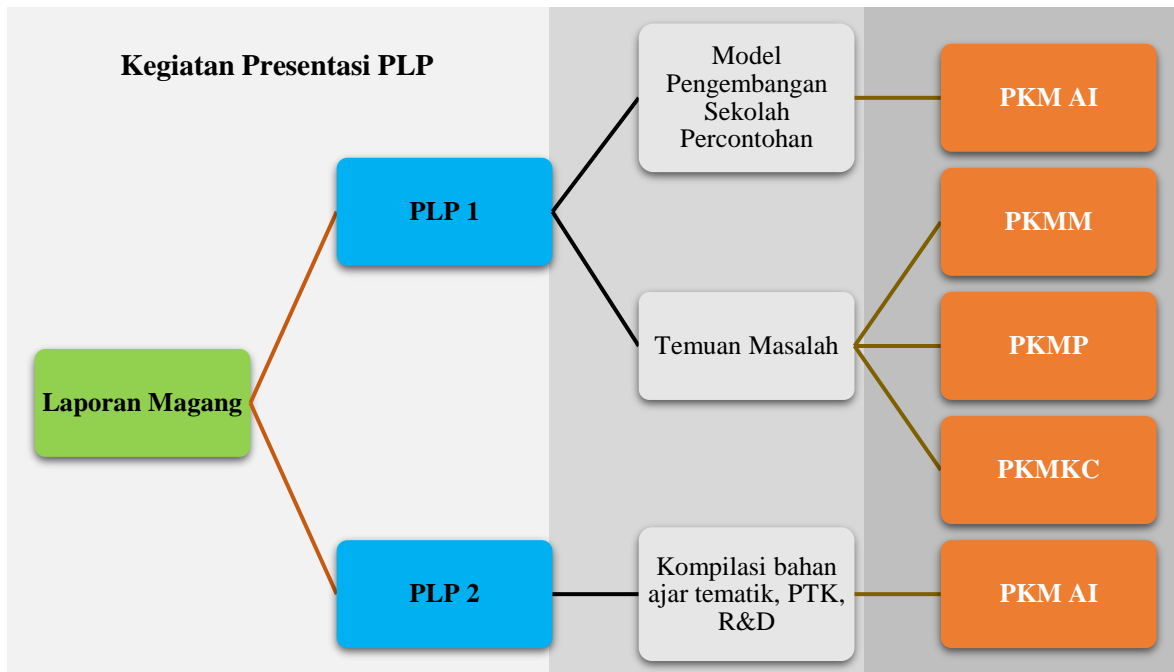 Kegiatan Presentasi PLP
Laporan Magang
PLP 1
Model
Pengembangan
Sekolah
Percontohan
PKM AI
Temuan Masalah
PKMM
PKMP
PKMKC
PLP 2
Kompilasi bahan
ajar tematik, PTK,
R&D
PKM AI